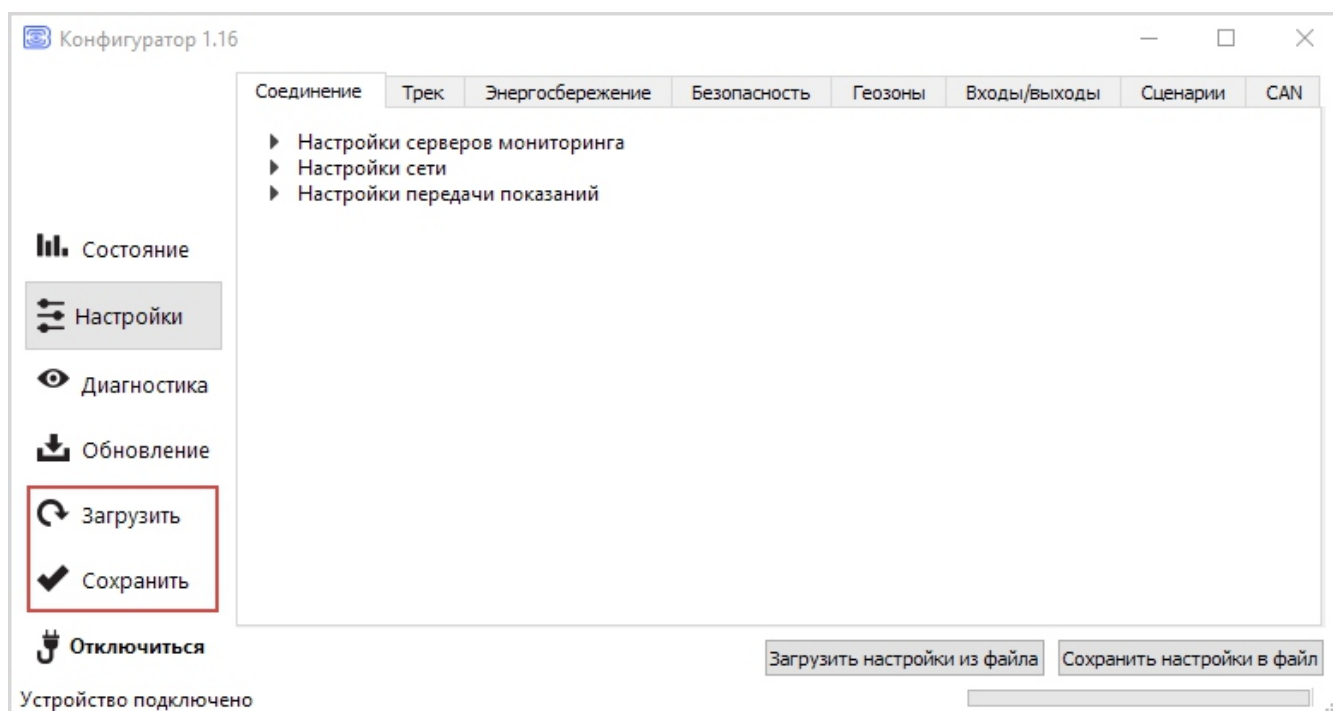 Конфигуратор 1.16
Соединение Трек Энергосбережение Безопасность Геозоны Входы/выходы Сценарии CAN
Настройки серверов мониторинга
Настройки сети
Настройки передачи показаний
Состояние
Настройки
Диагностика
Обновление
Загрузить
Сохранить
Отключиться
Загрузить настройки из файла Сохранить настройки в файл
Устройство подключено